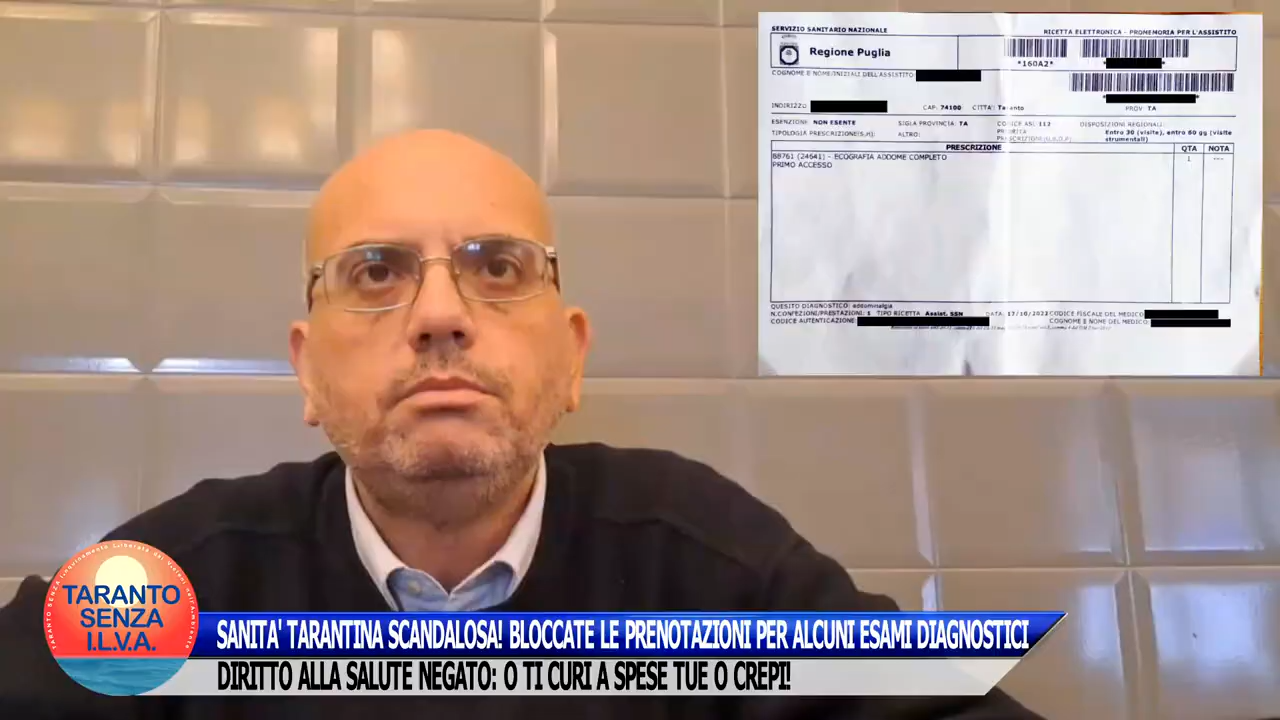 SERVIZIO SANITARIO NAZIONALE
RICETTA ELETTRONICA - PROMEMORIA PER L'ASSISTITO
Regione Puglia
*160A2*
COGNOME E NOME/INIZIALI DELL'ASSISTITO:
INDIRIZZO: CAP: 74100 CITTA': Taranto PROV: TA
ESENZIONE: NON ESENTE SIGLA PROVINCIA: TA CODICE ASL: 112 DISPOSIZIONI REGIONALI:
TIPOLOGIA PRESCRIZIONE(S,H): ALTRO: PRIORITA' PRESCRIZIONE(U,B,D,P): Entro 30 (visite), entro 60 gg (visite
strumentali)
PRESCRIZIONE QTA NOTA
88761 (24641) - ECOGRAFIA ADDOME COMPLETO 1 ---
PRIMO ACCESSO
QUESITO DIAGNOSTICO: addominalgia
N.CONFEZIONI/PRESTAZIONI: 1 TIPO RICETTA: Assist. SSN DATA: 17/10/2022 CODICE FISCALE DEL MEDICO:
CODICE AUTENTICAZIONE: COGNOME E NOME DEL MEDICO:
TARANTO
SENZA
I.L.V.A.
SANITA' TARANTINA SCANDALOSA! BLOCCATE LE PRENOTAZIONI PER ALCUNI ESAMI DIAGNOSTICI
DIRITTO ALLA SALUTE NEGATO: O TI CURI A SPESE TUE O CREPI!